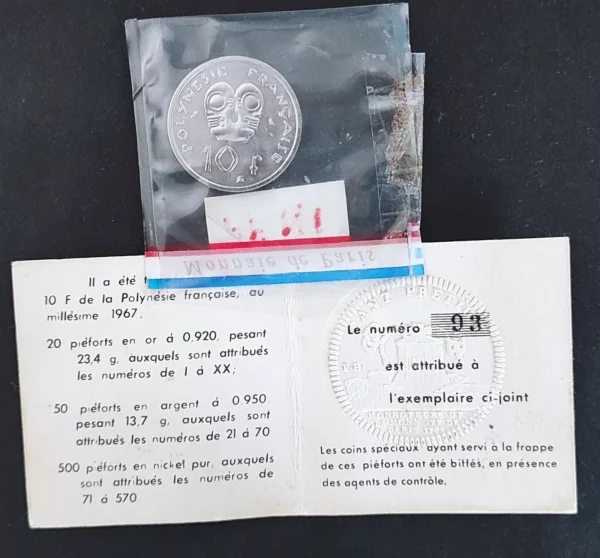 POLYNESIE FRANÇAISE
10 F
Monnaie de Paris
Il a été
10 F de la Polynésie française, au
millésime 1967;
20 piéforts en or á 0,920, pesant
23,4 g, auxquels sont attribués
les numéros de I á XX;
50 piéforts en argent á 0,950
pesant 13,7 g, auxquels sont
attribués les numéros de 21 á 70
500 piéforts en nickel pur, auxquels
sont attribués les numéros de
71 á 570
Le numéro 93
est attribué à
l'exemplaire ci-joint
Les coins spéciaux ayant servi à la frappe
de ces piéforts ont été biffés, en présence
des agents de contrôle.